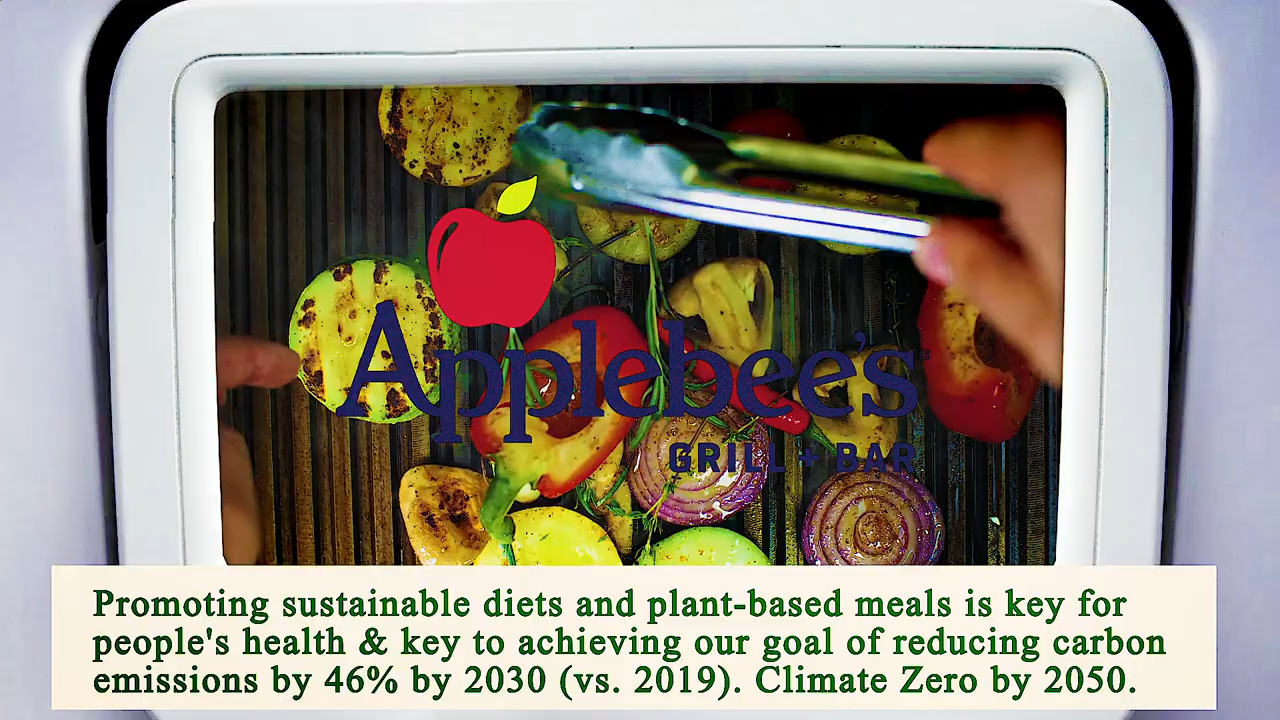 Applebee's
GRILL + BAR
Promoting sustainable diets and plant-based meals is key for
people's health & key to achieving our goal of reducing carbon
emissions by 46% by 2030 (vs. 2019). Climate Zero by 2050.